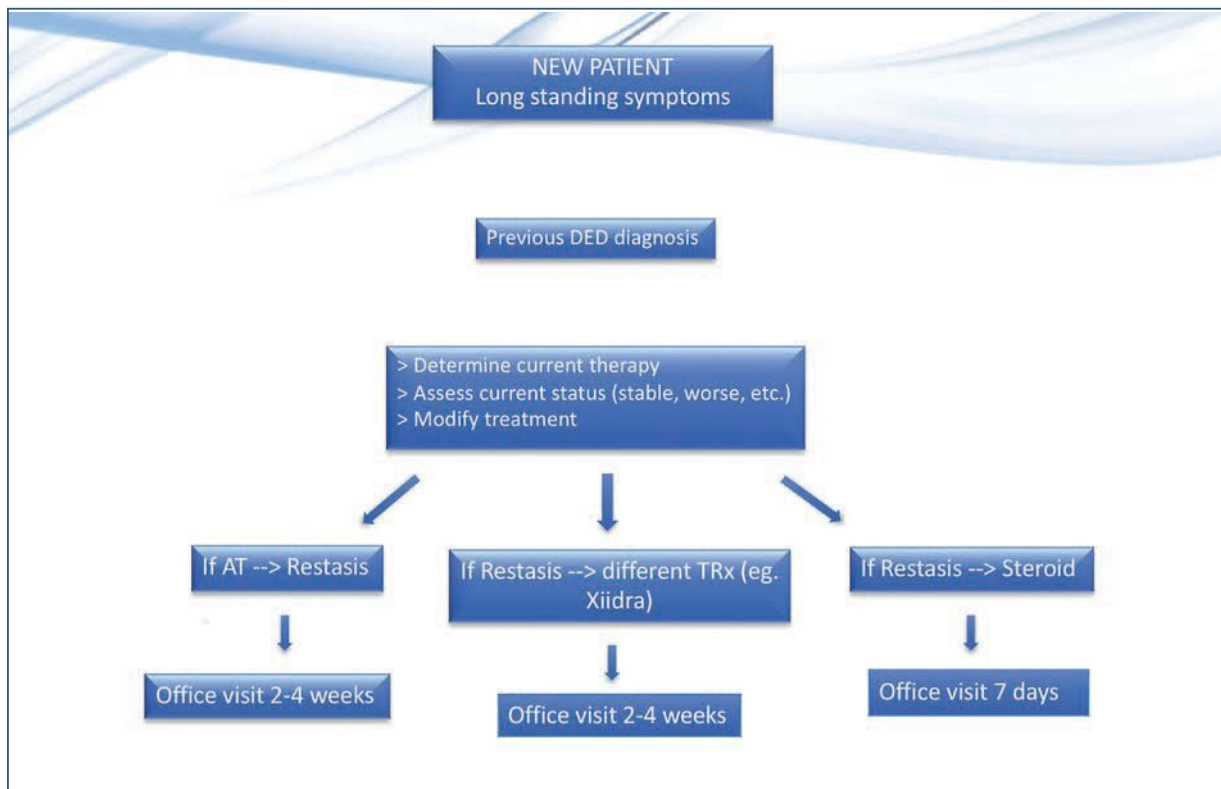 NEW PATIENT
Long standing symptoms
Previous DED diagnosis
> Determine current therapy
> Assess current status (stable, worse, etc.)
> Modify treatment
If AT --> Restasis
If Restasis --> different TRx (eg.
Xiidra)
If Restasis --> Steroid
Office visit 2-4 weeks
Office visit 2-4 weeks
Office visit 7 days